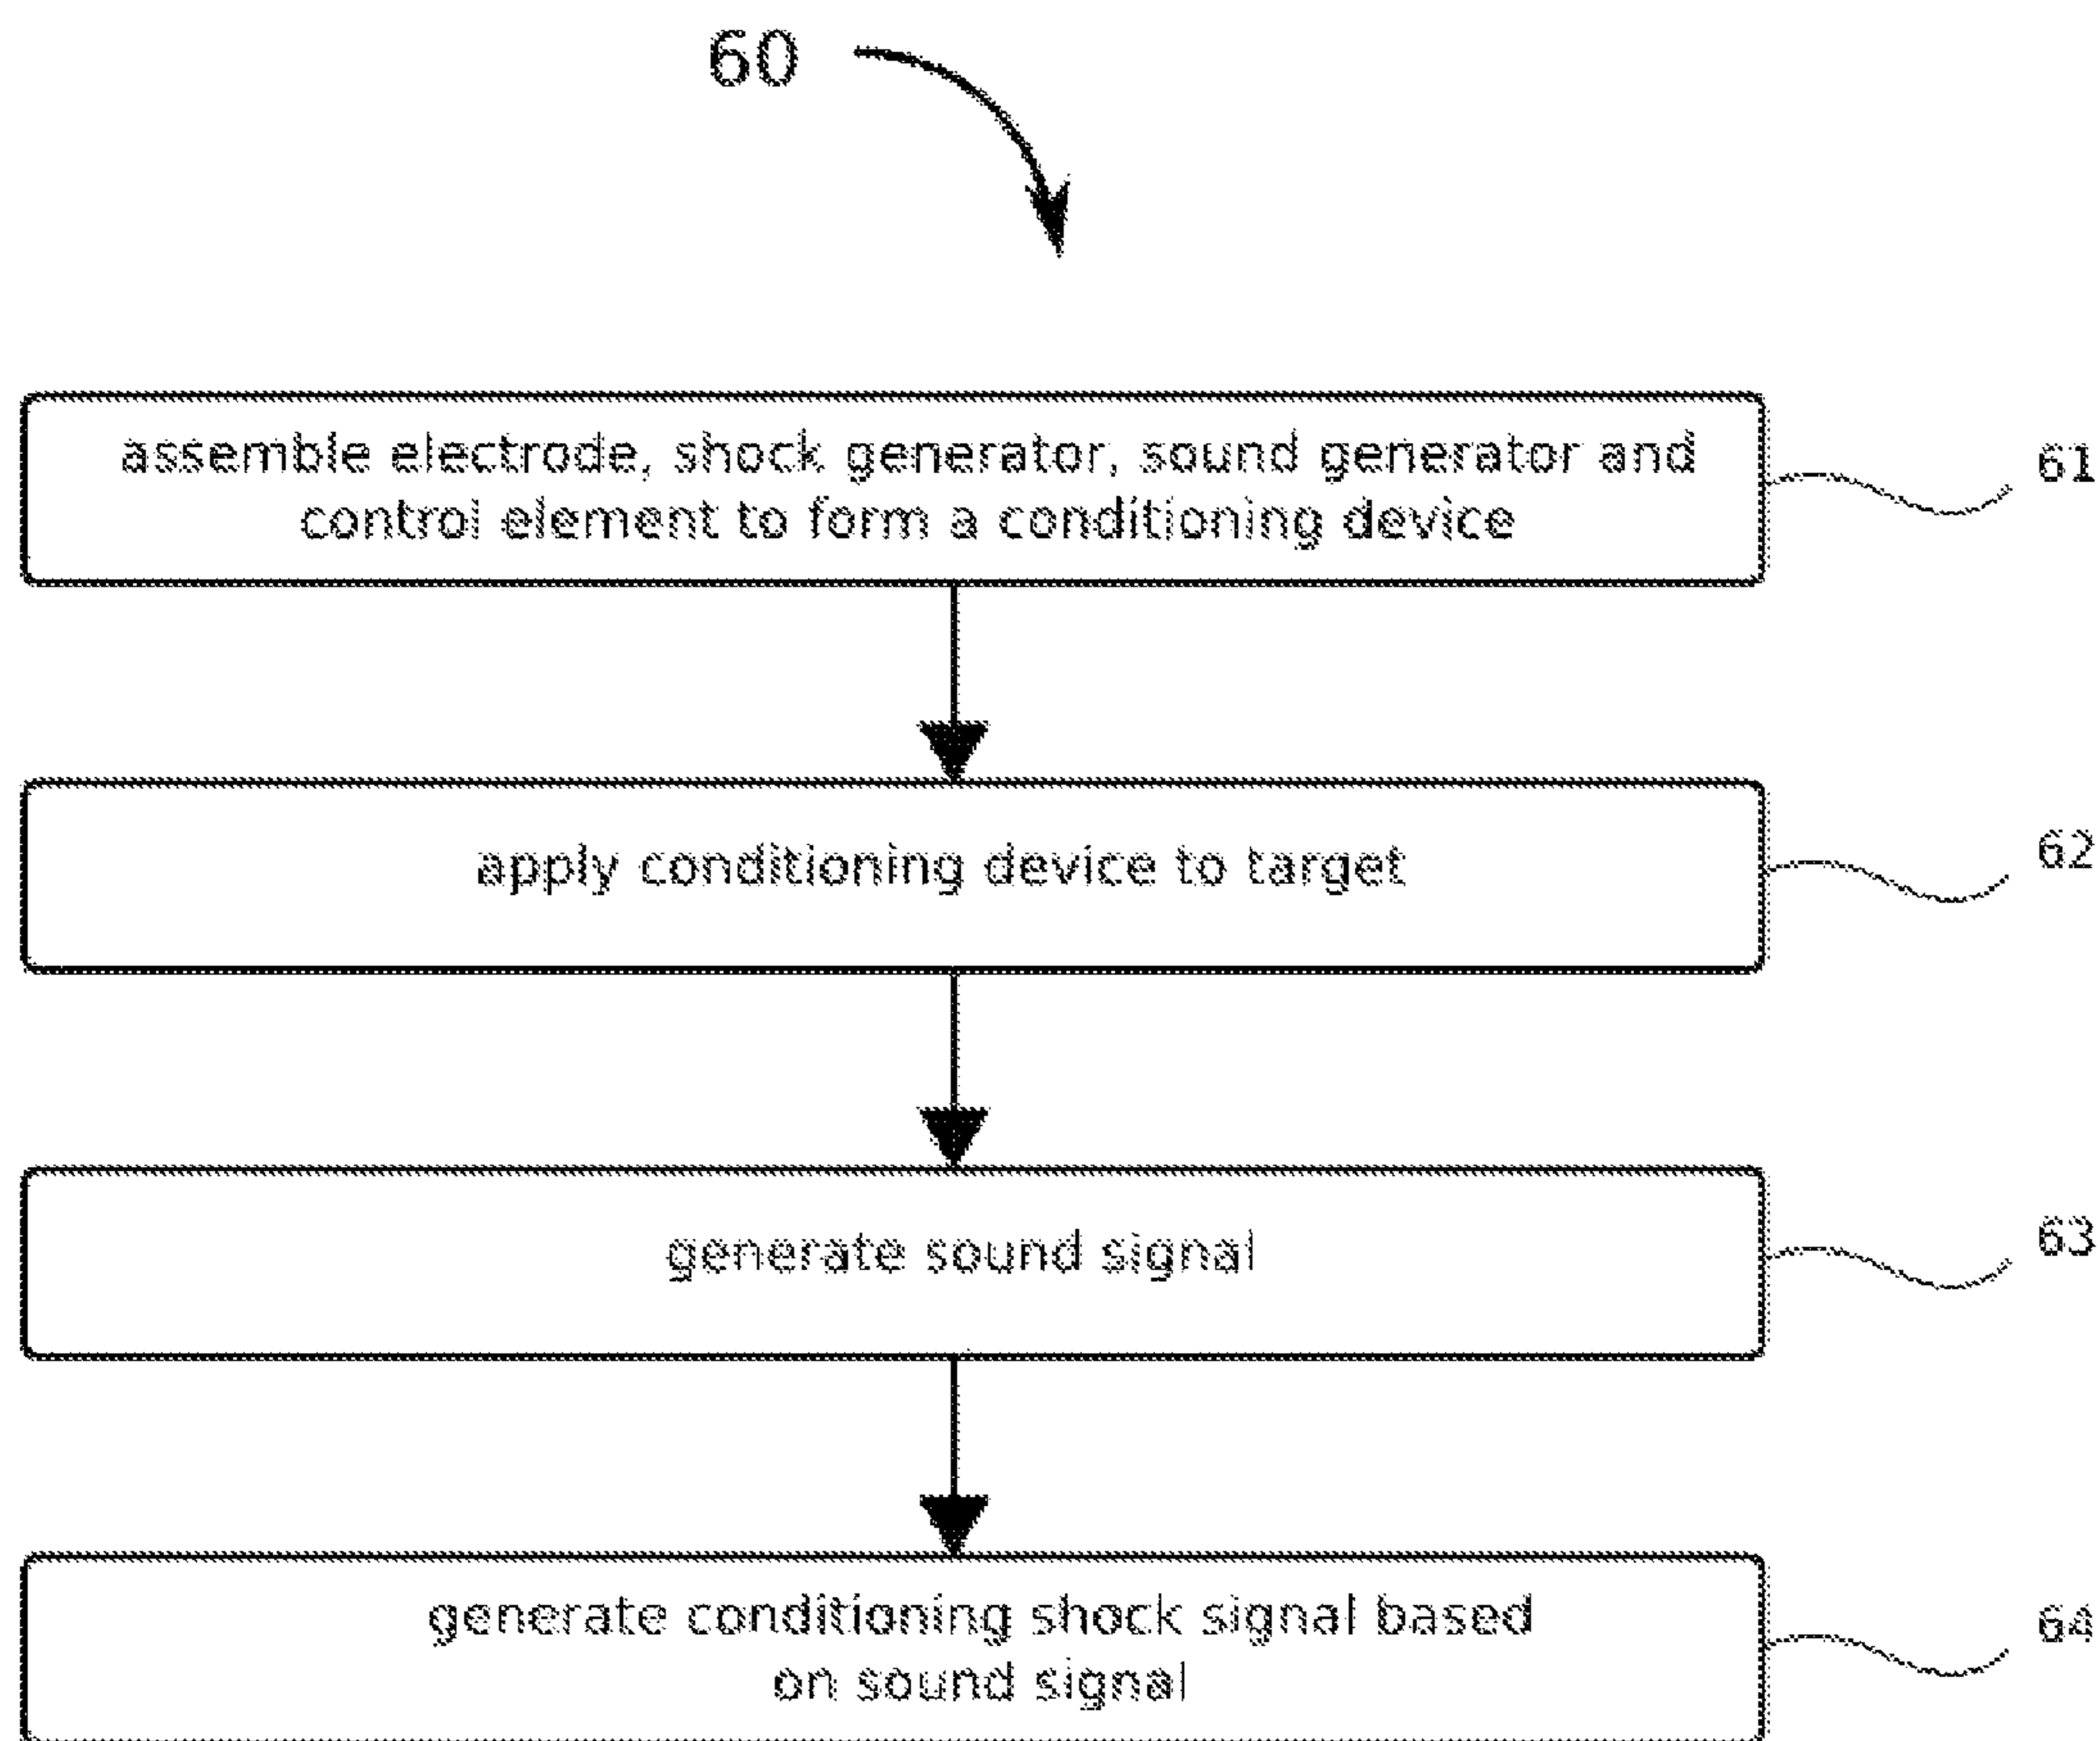 60
assemble electrode, shock generator, sound generator and
control element to form a conditioning device
61
apply conditioning device to target
62
generate sound signal
63
generate conditioning shock signal based
on sound signal
64